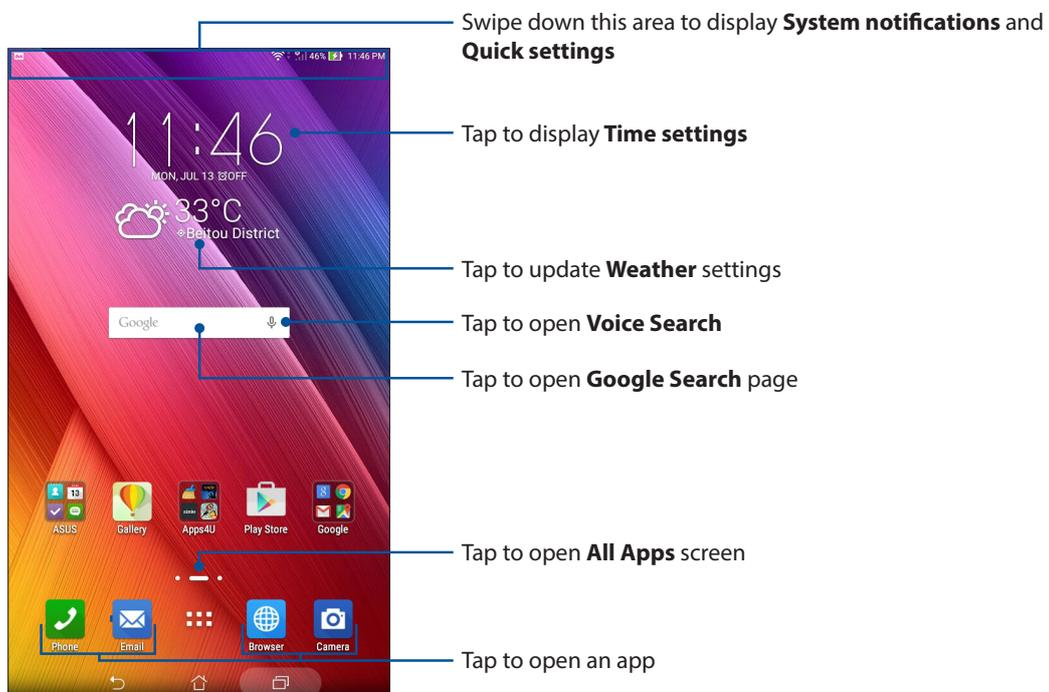 Swipe down this area to display System notifications and
Quick settings
46% 11:46 PM
11:46
Tap to display Time settings
MON, JUL 13 OFF
33°C
Beitou District
Tap to update Weather settings
Google
Tap to open Voice Search
Tap to open Google Search page
13
ASUS
Gallery
Apps4U
Play Store
Google
Tap to open All Apps screen
Phone
Email
Browser
Camera
Tap to open an app